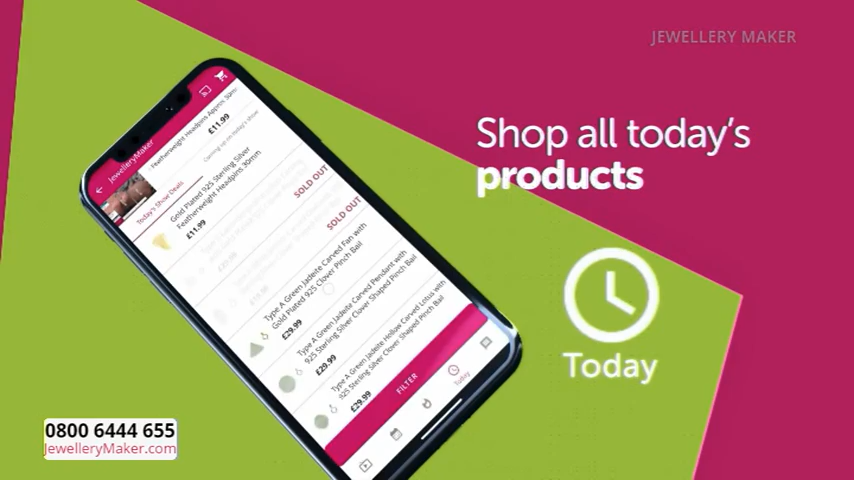 JEWELLERY MAKER
Shop all today's
products
Today
JewelleryMaker
Featherweight Headpins Approx 30mm
£11.99
Coming up on today's show
Today's Show Deals
Gold Plated 925 Sterling Silver
Featherweight Headpins 30mm
£11.99
SOLD OUT
SOLD OUT
Type A Green Jadeite Carved Fan with
Gold Plated 925 Clover Pinch Bail
£29.99
Type A Green Jadeite Carved Pendant with
925 Sterling Silver Clover Shaped Pinch Bail
£29.99
Type A Green Jadeite Hollow Carved Lotus with
925 Sterling Silver Clover Shaped Pinch Bail
£29.99
FILTER
Today
0800 6444 655
JewelleryMaker.com